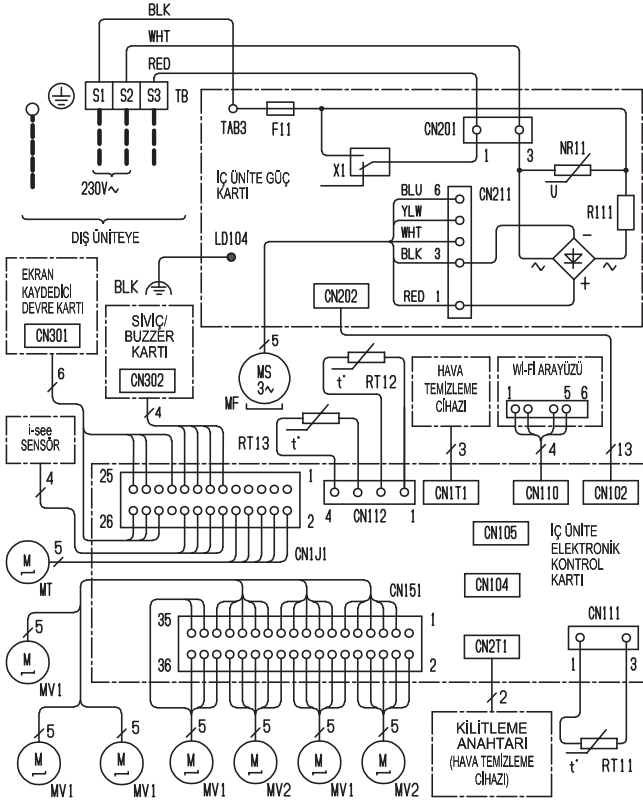 BLK
WHT
RED
S1 S2 S3 TB
230V~
DIŞ ÜNİTEYE
TAB3
F11
X1
CN201
1 3
NR11
U
R111
İÇ ÜNİTE GÜÇ
KARTI
BLU 6
YLW
WHT
BLK 3
RED 1
CN211
~ ~
-
+
LD104
BLK
CN202
EKRAN
KAYDEDİCİ
DEVRE KARTI
CN301
6
SİVİÇ/
BUZZER
KARTI
CN302
4
5
MS
3~
MF
t° RT12
RT13 t°
HAVA
TEMİZLEME
CİHAZI
3
Wİ-Fİ ARAYÜZÜ
1 5 6
4
13
i-see
SENSÖR
4
25 1
26 2
CN1J1
4 CN112 1
CN1T1
CN110
CN102
CN105
İÇ ÜNİTE
ELEKTRONİK
KONTROL
KARTI
CN104
M
MT
5
CN151
35 1
36 2
CN2T1
CN111
1 3
5
M
MV1
2
KİLİTLEME
ANAHTARI
(HAVA TEMİZLEME
CİHAZI)
t° RT11
5 5 5 5 5 5
M M M M M M
MV1 MV1 MV1 MV2 MV1 MV2